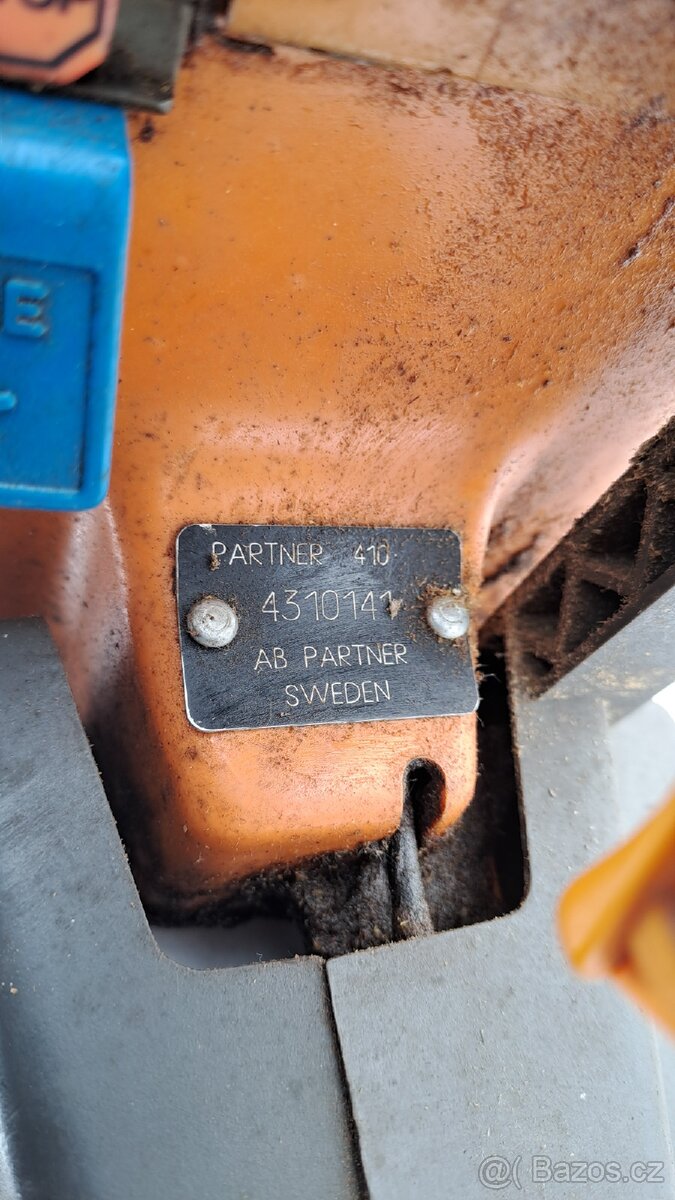 E
PARTNER 410
4310141
AB PARTNER
SWEDEN
@( Bazos.cz